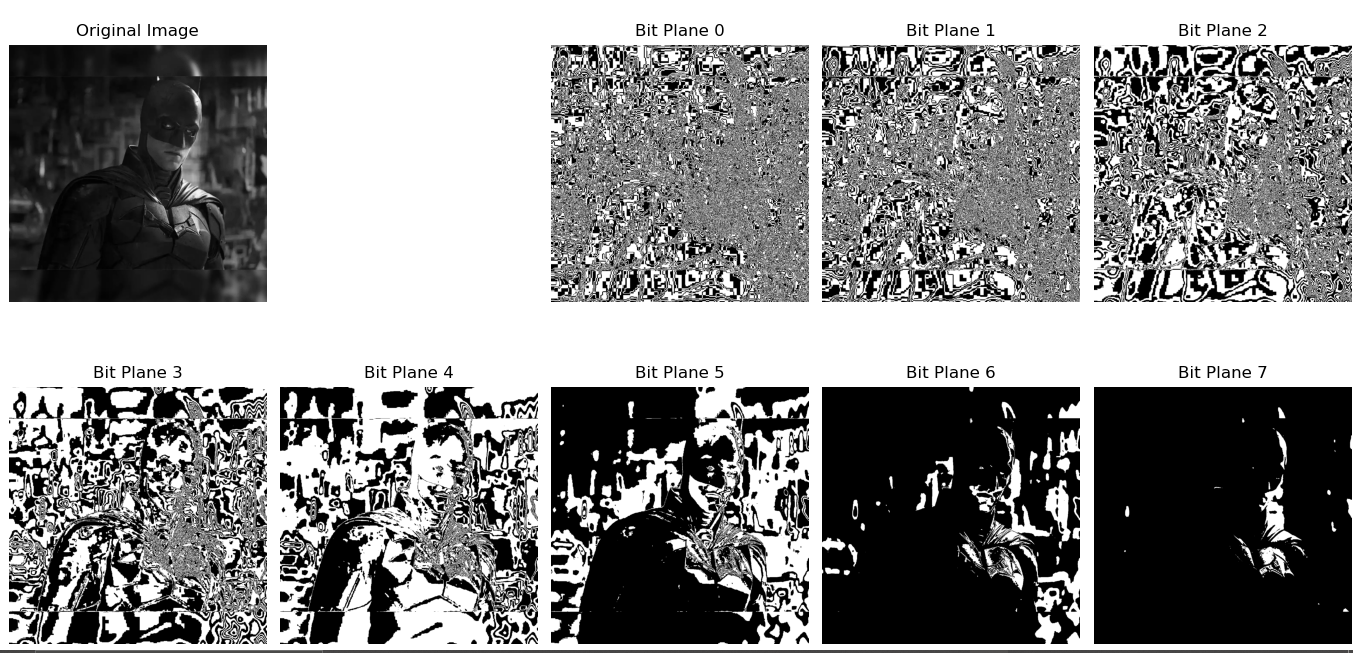 Original Image
Bit Plane 0
Bit Plane 1
Bit Plane 2
Bit Plane 3
Bit Plane 4
Bit Plane 5
Bit Plane 6
Bit Plane 7